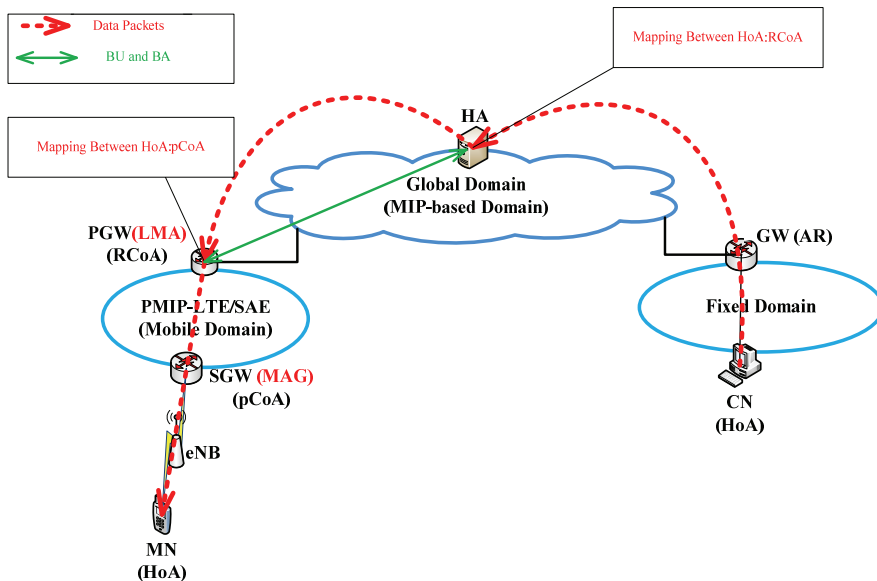 Data Packets
BU and BA
Mapping Between HoA:RCoA
Mapping Between HoA:pCoA
HA
Global Domain
(MIP-based Domain)
PGW(LMA)
(RCoA)
GW (AR)
PMIP-LTE/SAE
(Mobile Domain)
Fixed Domain
SGW (MAG)
(pCoA)
CN
(HoA)
eNB
MN
(HoA)